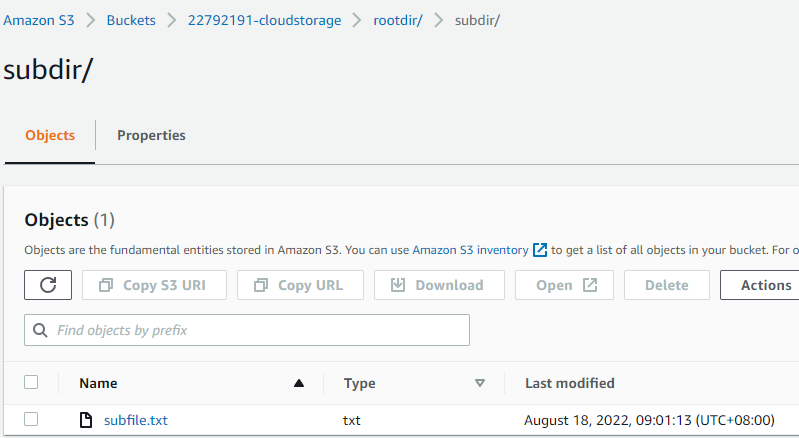 Amazon S3 > Buckets > 22792191-cloudstorage > rootdir/ > subdir/
subdir/
Objects Properties
Objects (1)
Objects are the fundamental entities stored in Amazon S3. You can use Amazon S3 inventory to get a list of all objects in your bucket. For o
Copy S3 URI Copy URL Download Open Delete Actions
Find objects by prefix
Name Type Last modified
subfile.txt txt August 18, 2022, 09:01:13 (UTC+08:00)